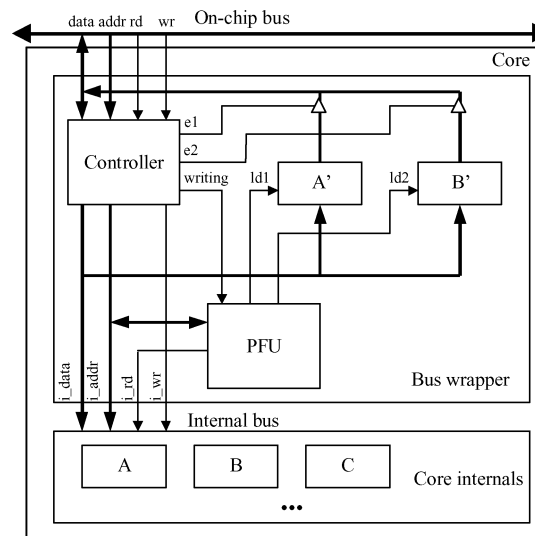 On-chip bus
data addr rd wr
Core
e1
e2
Controller
writing
ld1
A’
ld2
B’
PFU
Bus wrapper
i_data
i_addr
i_rd
i_wr
Internal bus
A
B
C
Core internals
...